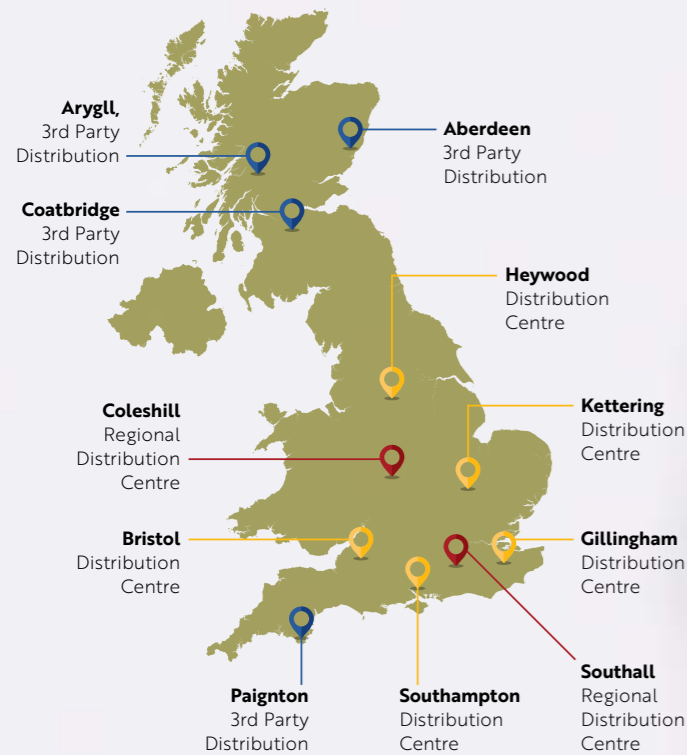 Arygll,
3rd Party
Distribution
Aberdeen
3rd Party
Distribution
Coatbridge
3rd Party
Distribution
Heywood
Distribution
Centre
Coleshill
Regional
Distribution
Centre
Kettering
Distribution
Centre
Bristol
Distribution
Centre
Gillingham
Distribution
Centre
Paignton
3rd Party
Distribution
Southampton
Distribution
Centre
Southall
Regional
Distribution
Centre